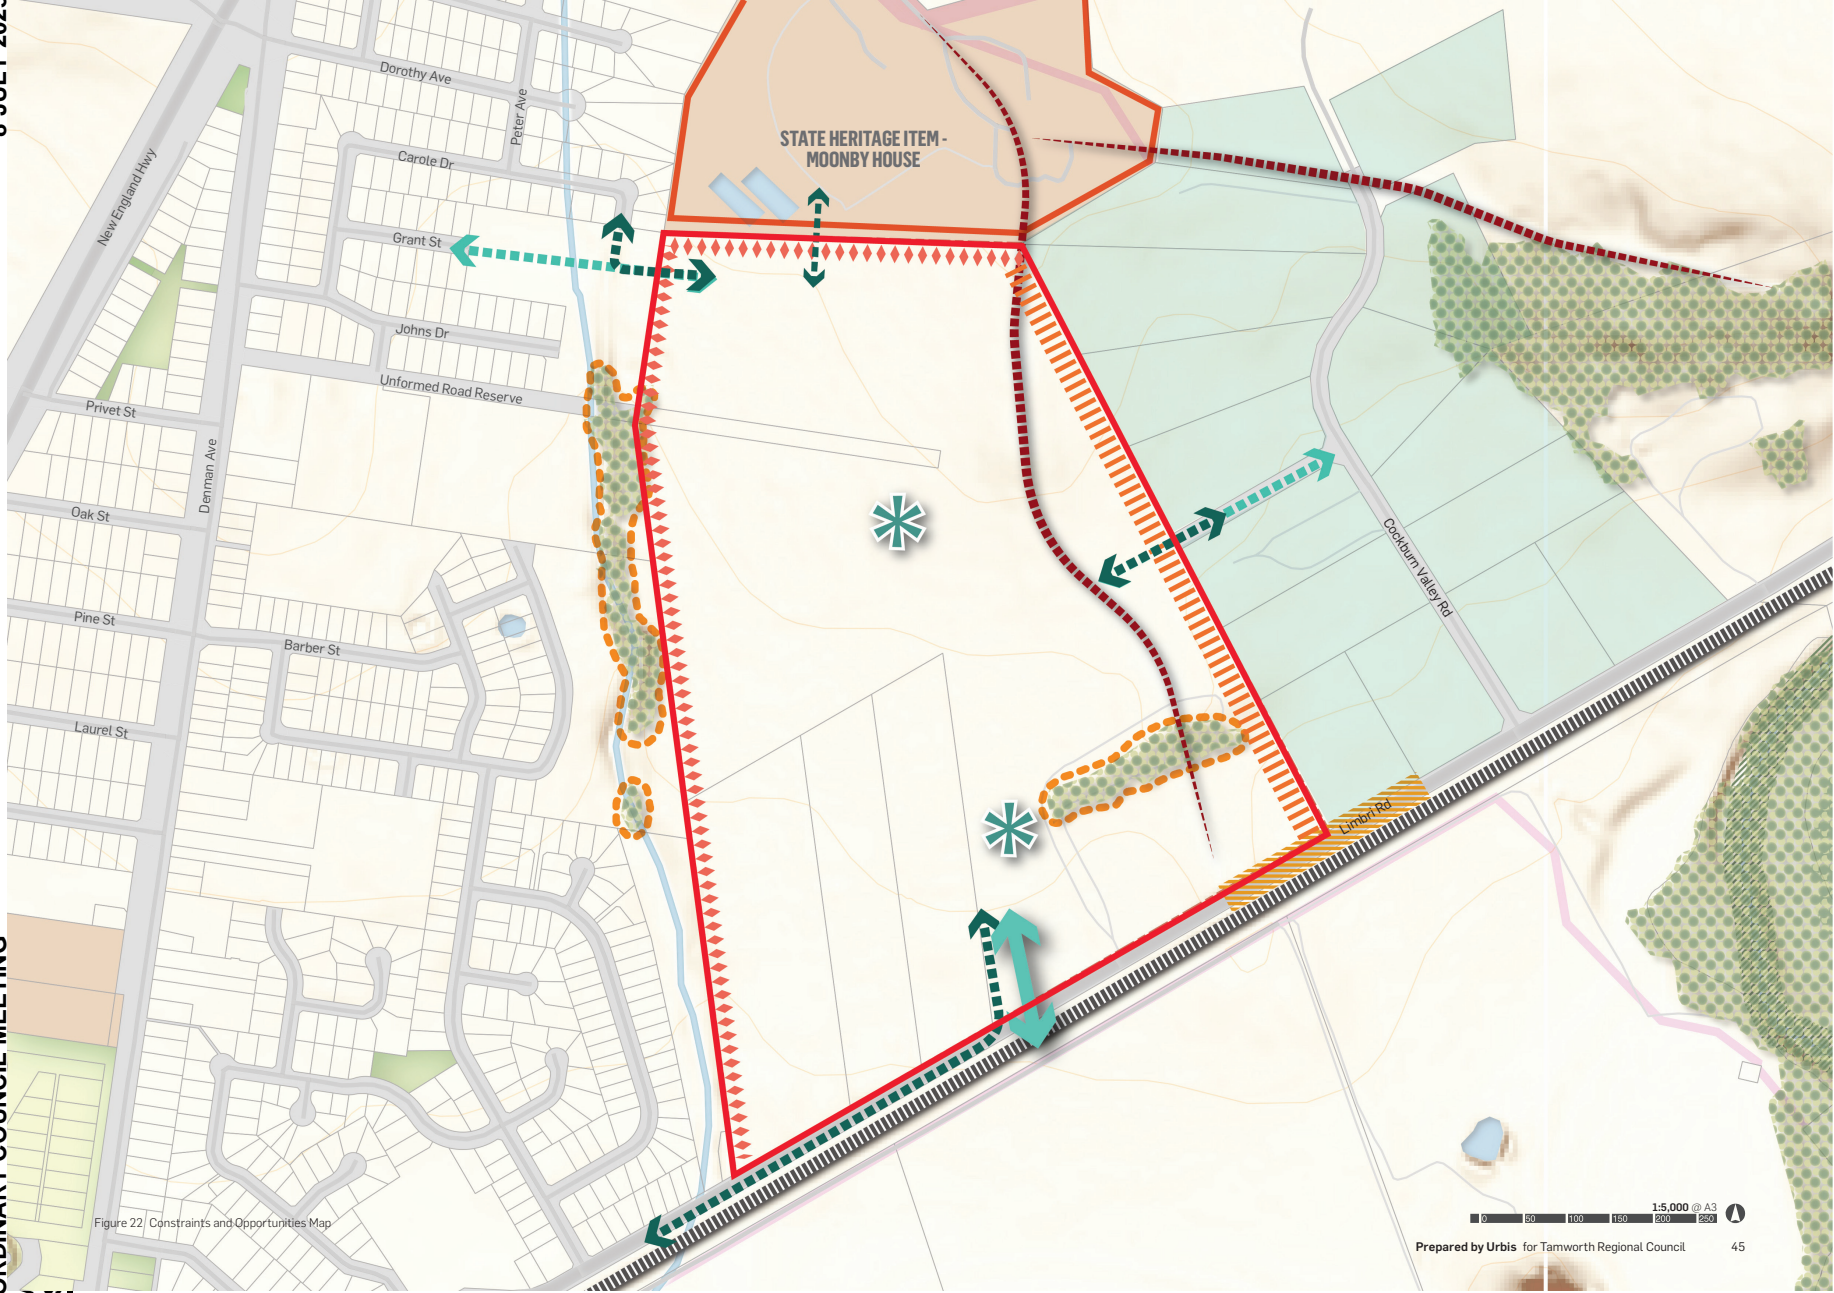 Dorothy Ave
Peter Ave
Carole Dr
New England Hwy
STATE HERITAGE ITEM -
MOONBY HOUSE
Grant St
Johns Dr
Unformed Road Reserve
Privet St
Denman Ave
Oak St
Cockburn Valley Rd
Pine St
Barber St
Laurel St
Limbri Rd
Figure 22 Constraints and Opportunities Map
1:5,000 @ A3
0 50 100 150 200 250
Prepared by Urbis for Tamworth Regional Council 45